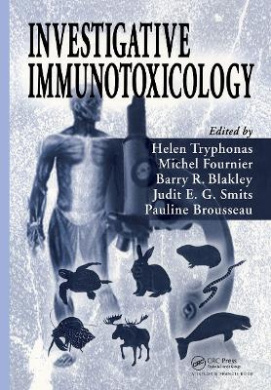 INVESTIGATIVE
IMMUNOTOXICOLOGY
Edited by
Helen Tryphonas
Michel Fournier
Barry R. Blakley
Judit E. G. Smits
Pauline Brousseau
CRC Press